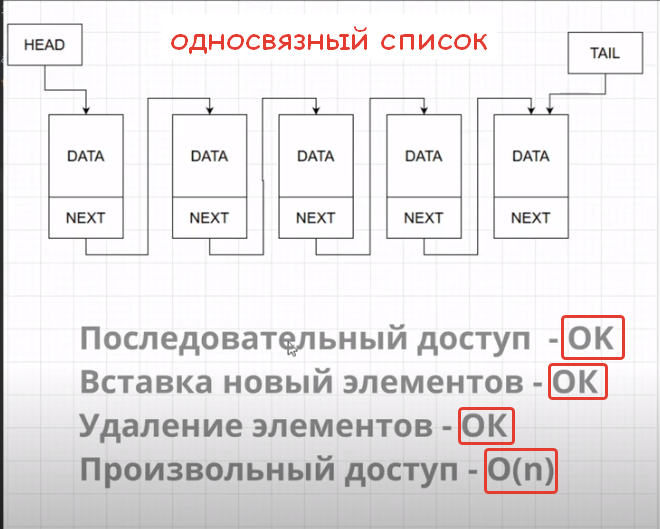 HEAD
односвязный список
TAIL
DATA DATA DATA DATA DATA
NEXT NEXT NEXT NEXT NEXT
Последовательный доступ - OK
Вставка новый элементов - OK
Удаление элементов - OK
Произвольный доступ - O(n)